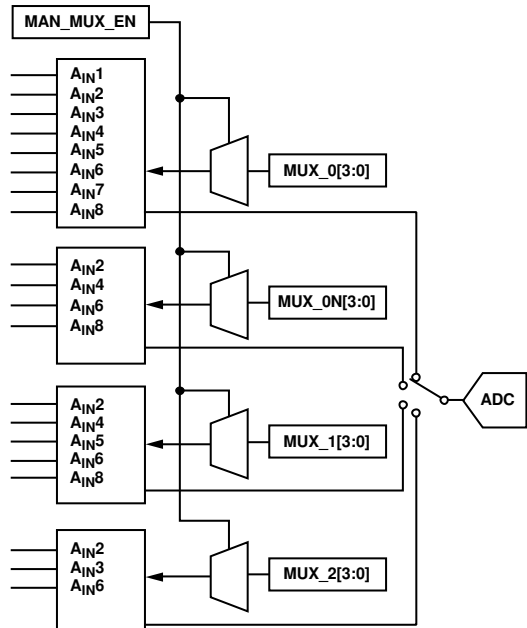 MAN_MUX_EN
AIN1
AIN2
AIN3
AIN4
AIN5
AIN6
AIN7
AIN8
MUX_0[3:0]
AIN2
AIN4
AIN6
AIN8
MUX_0N[3:0]
ADC
AIN2
AIN4
AIN5
AIN6
AIN8
MUX_1[3:0]
AIN2
AIN3
AIN6
MUX_2[3:0]